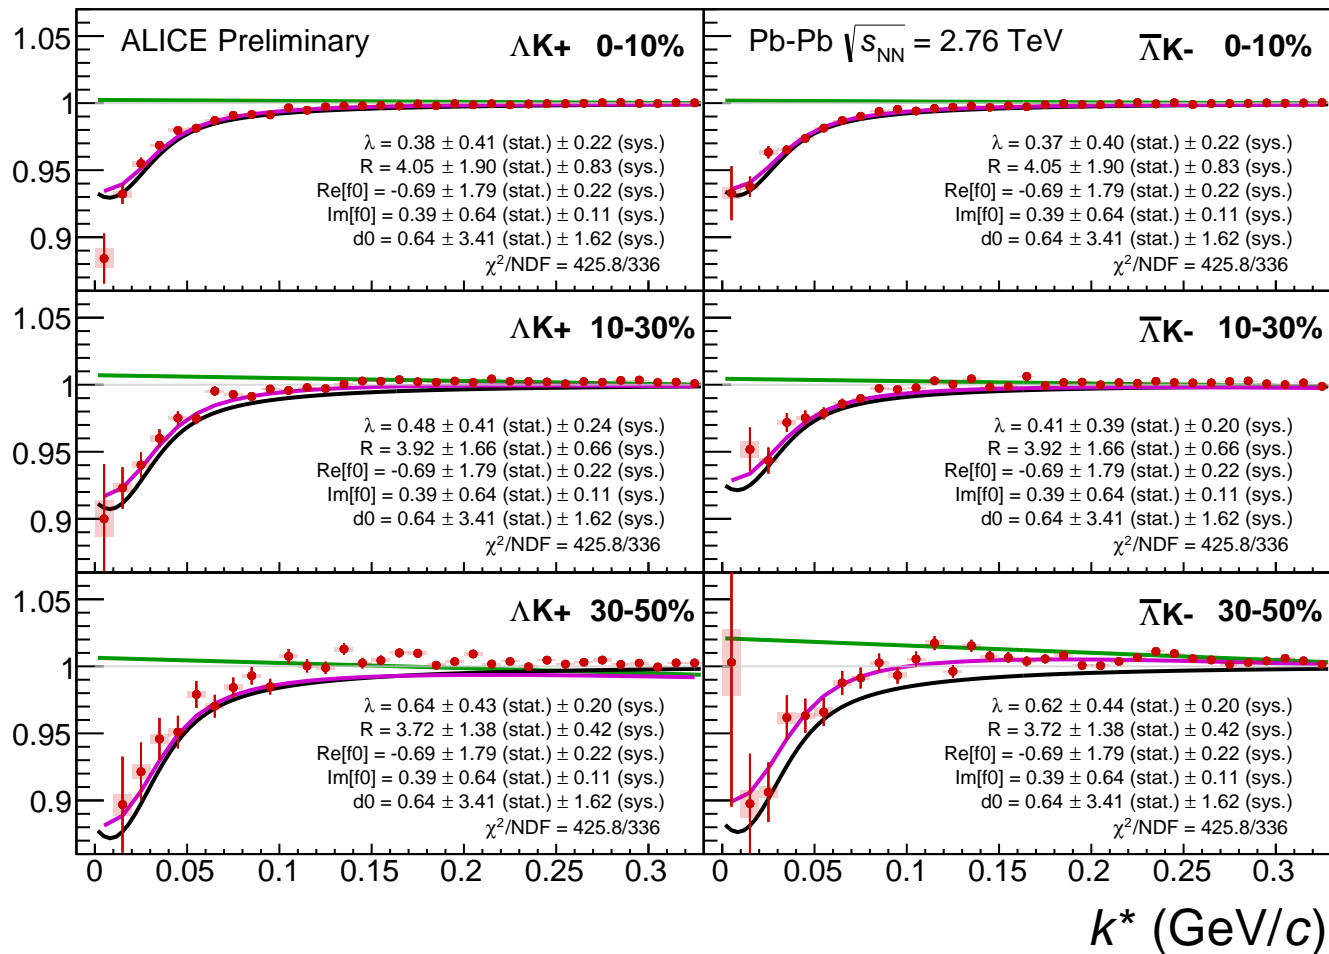 ALICE Preliminary
ΛK+ 0-10%
1.05
1
0.95
0.9
λ = 0.38 ± 0.41 (stat.) ± 0.22 (sys.)
R = 4.05 ± 1.90 (stat.) ± 0.83 (sys.)
Re[f0] = -0.69 ± 1.79 (stat.) ± 0.22 (sys.)
Im[f0] = 0.39 ± 0.64 (stat.) ± 0.11 (sys.)
d0 = 0.64 ± 3.41 (stat.) ± 1.62 (sys.)
χ²/NDF = 425.8/336
Pb-Pb √s_NN = 2.76 TeV
Λ̅K- 0-10%
λ = 0.37 ± 0.40 (stat.) ± 0.22 (sys.)
R = 4.05 ± 1.90 (stat.) ± 0.83 (sys.)
Re[f0] = -0.69 ± 1.79 (stat.) ± 0.22 (sys.)
Im[f0] = 0.39 ± 0.64 (stat.) ± 0.11 (sys.)
d0 = 0.64 ± 3.41 (stat.) ± 1.62 (sys.)
χ²/NDF = 425.8/336
ΛK+ 10-30%
1.05
1
0.95
0.9
λ = 0.48 ± 0.41 (stat.) ± 0.24 (sys.)
R = 3.92 ± 1.66 (stat.) ± 0.66 (sys.)
Re[f0] = -0.69 ± 1.79 (stat.) ± 0.22 (sys.)
Im[f0] = 0.39 ± 0.64 (stat.) ± 0.11 (sys.)
d0 = 0.64 ± 3.41 (stat.) ± 1.62 (sys.)
χ²/NDF = 425.8/336
Λ̅K- 10-30%
λ = 0.41 ± 0.39 (stat.) ± 0.20 (sys.)
R = 3.92 ± 1.66 (stat.) ± 0.66 (sys.)
Re[f0] = -0.69 ± 1.79 (stat.) ± 0.22 (sys.)
Im[f0] = 0.39 ± 0.64 (stat.) ± 0.11 (sys.)
d0 = 0.64 ± 3.41 (stat.) ± 1.62 (sys.)
χ²/NDF = 425.8/336
ΛK+ 30-50%
1.05
1
0.95
0.9
λ = 0.64 ± 0.43 (stat.) ± 0.20 (sys.)
R = 3.72 ± 1.38 (stat.) ± 0.42 (sys.)
Re[f0] = -0.69 ± 1.79 (stat.) ± 0.22 (sys.)
Im[f0] = 0.39 ± 0.64 (stat.) ± 0.11 (sys.)
d0 = 0.64 ± 3.41 (stat.) ± 1.62 (sys.)
χ²/NDF = 425.8/336
Λ̅K- 30-50%
λ = 0.62 ± 0.44 (stat.) ± 0.20 (sys.)
R = 3.72 ± 1.38 (stat.) ± 0.42 (sys.)
Re[f0] = -0.69 ± 1.79 (stat.) ± 0.22 (sys.)
Im[f0] = 0.39 ± 0.64 (stat.) ± 0.11 (sys.)
d0 = 0.64 ± 3.41 (stat.) ± 1.62 (sys.)
χ²/NDF = 425.8/336
0 0.05 0.1 0.15 0.2 0.25 0.3
0 0.05 0.1 0.15 0.2 0.25 0.3
k* (GeV/c)